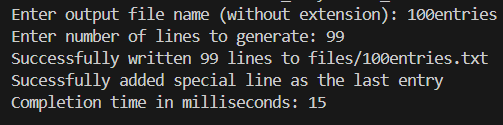 Enter output file name (without extension): 100entries
Enter number of lines to generate: 99
Successfully written 99 lines to files/100entries.txt
Sucessfully added special line as the last entry
Completion time in milliseconds: 15